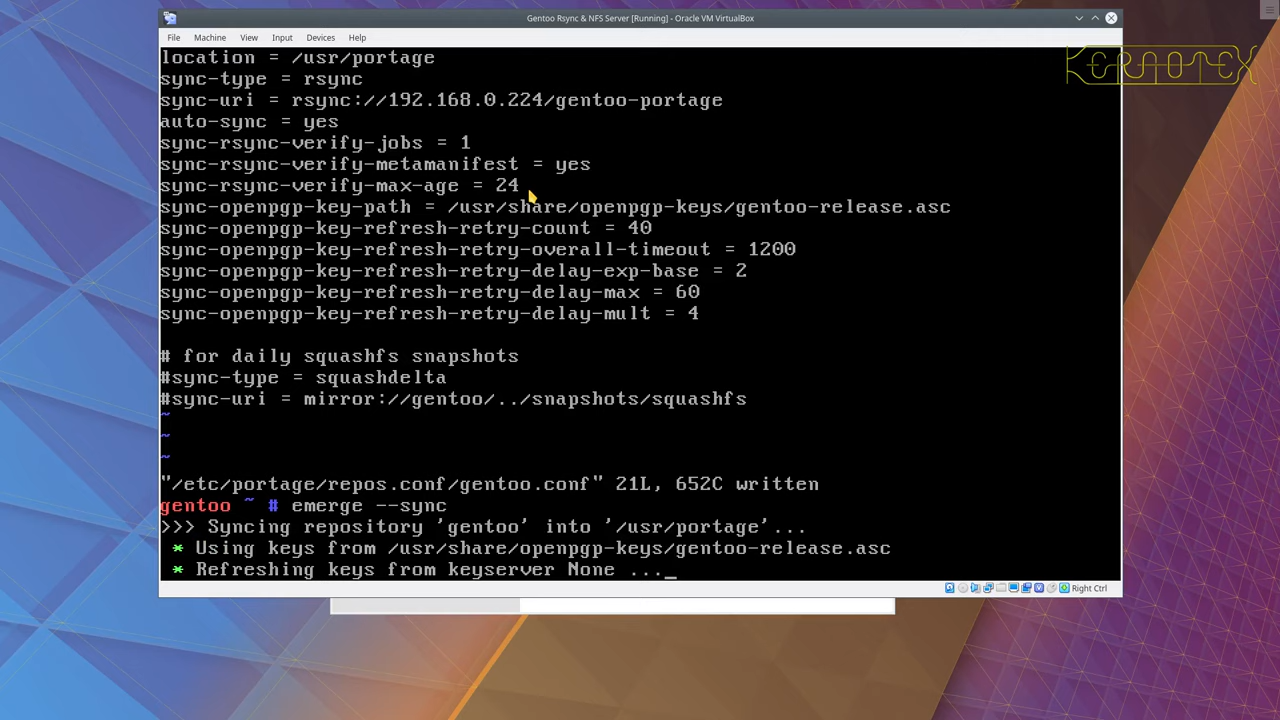 Gentoo Rsync & NFS Server [Running] - Oracle VM VirtualBox
File Machine View Input Devices Help
KERNOTEX
location = /usr/portage
sync-type = rsync
sync-uri = rsync://192.168.0.224/gentoo-portage
auto-sync = yes
sync-rsync-verify-jobs = 1
sync-rsync-verify-metamanifest = yes
sync-rsync-verify-max-age = 24
sync-openpgp-key-path = /usr/share/openpgp-keys/gentoo-release.asc
sync-openpgp-key-refresh-retry-count = 40
sync-openpgp-key-refresh-retry-overall-timeout = 1200
sync-openpgp-key-refresh-retry-delay-exp-base = 2
sync-openpgp-key-refresh-retry-delay-max = 60
sync-openpgp-key-refresh-retry-delay-mult = 4
# for daily squashfs snapshots
#sync-type = squashdelta
#sync-uri = mirror://gentoo/../snapshots/squashfs
~
~
~
"/etc/portage/repos.conf/gentoo.conf" 21L, 652C written
gentoo ~ # emerge --sync
>>> Syncing repository 'gentoo' into '/usr/portage'...
* Using keys from /usr/share/openpgp-keys/gentoo-release.asc
* Refreshing keys from keyserver None ..._
Right Ctrl